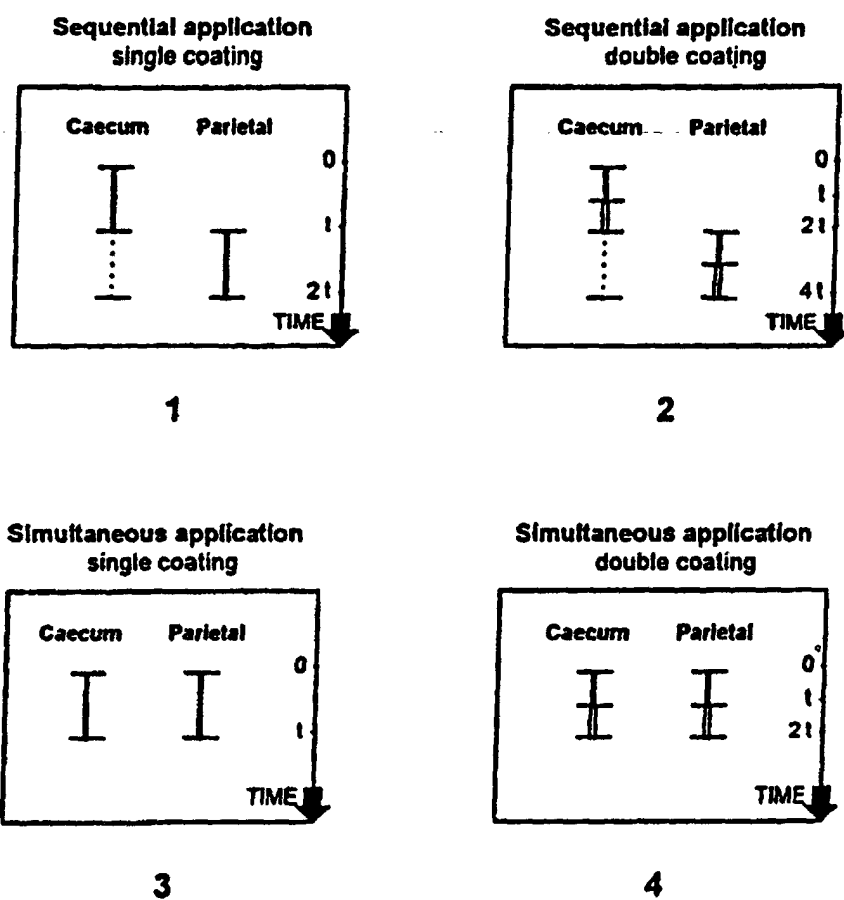 Sequential application
single coating
Caecum Parietal
0
t
2t
TIME
1
Sequential application
double coating
Caecum Parietal
0
t
2t
4t
TIME
2
Simultaneous application
single coating
Caecum Parietal
0
t
TIME
3
Simultaneous application
double coating
Caecum Parietal
0
t
2t
TIME
4